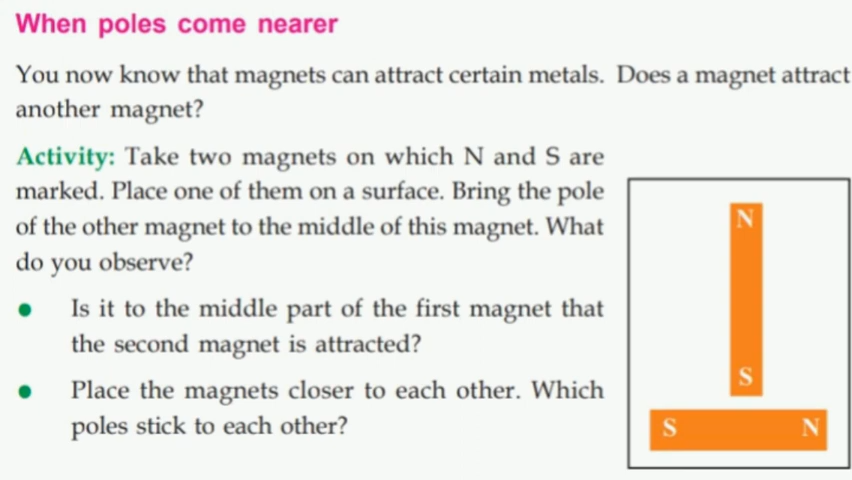 When poles come nearer
You now know that magnets can attract certain metals. Does a magnet attract
another magnet?
Activity: Take two magnets on which N and S are
marked. Place one of them on a surface. Bring the pole
of the other magnet to the middle of this magnet. What
do you observe?
● Is it to the middle part of the first magnet that
the second magnet is attracted?
● Place the magnets closer to each other. Which
poles stick to each other?
N
S
S N